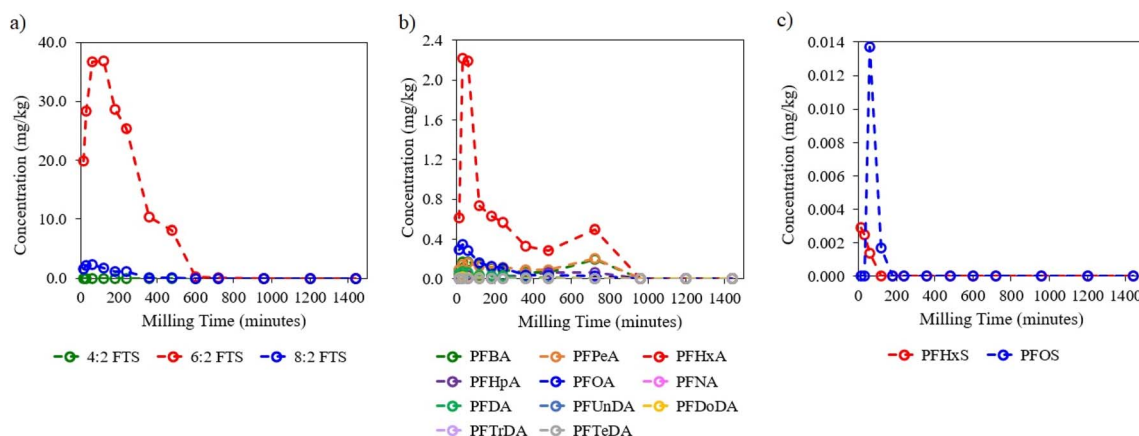 a)
40.0
30.0
20.0
10.0
0.0
Concentration (mg/kg)
0 200 400 600 800 1000 1200 1400
Milling Time (minutes)
4:2 FTS 6:2 FTS 8:2 FTS
b)
2.4
2.0
1.6
1.2
0.8
0.4
0.0
Concentration (mg/kg)
0 200 400 600 800 1000 1200 1400
Milling Time (minutes)
PFBA PFPeA PFHxA
PFHpA PFOA PFNA
PFDA PFUnDA PFDoDA
PFTrDA PFTeDA
c)
0.014
0.012
0.010
0.008
0.006
0.004
0.002
0.000
Concentration (mg/kg)
0 200 400 600 800 1000 1200 1400
Milling Time (minutes)
PFHxS PFOS